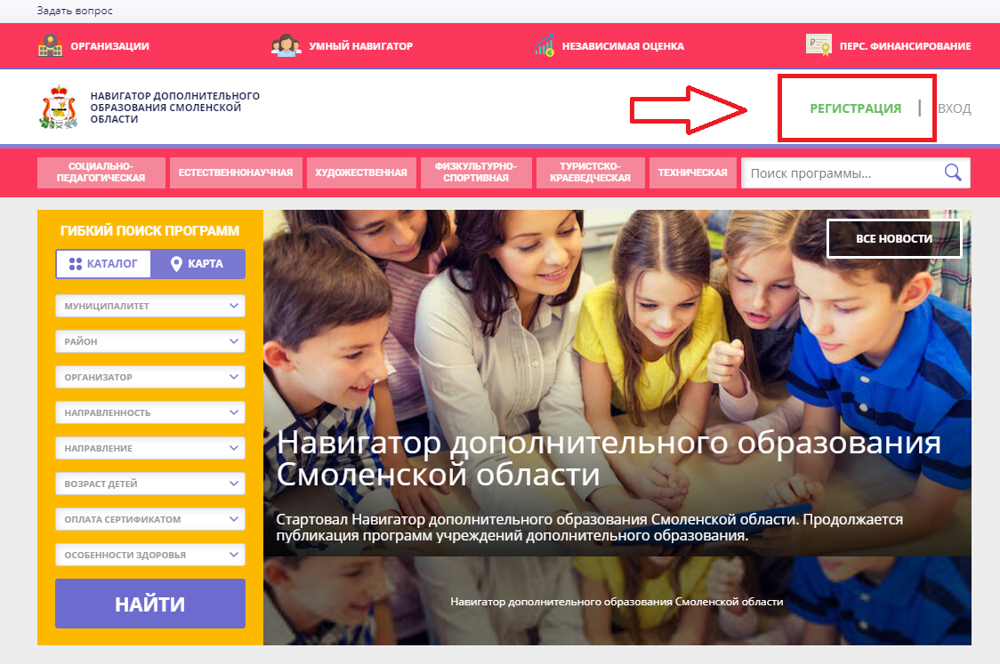 Задать вопрос
ОРГАНИЗАЦИИ
УМНЫЙ НАВИГАТОР
НЕЗАВИСИМАЯ ОЦЕНКА
ПЕРС. ФИНАНСИРОВАНИЕ
НАВИГАТОР ДОПОЛНИТЕЛЬНОГО
ОБРАЗОВАНИЯ СМОЛЕНСКОЙ
ОБЛАСТИ
РЕГИСТРАЦИЯ | ВХОД
СОЦИАЛЬНО-
ПЕДАГОГИЧЕСКАЯ
ЕСТЕСТВЕННОНАУЧНАЯ
ХУДОЖЕСТВЕННАЯ
ФИЗКУЛЬТУРНО-
СПОРТИВНАЯ
ТУРИСТСКО-
КРАЕВЕДЧЕСКАЯ
ТЕХНИЧЕСКАЯ
Поиск программы...
ГИБКИЙ ПОИСК ПРОГРАММ
КАТАЛОГ
КАРТА
МУНИЦИПАЛИТЕТ
РАЙОН
ОРГАНИЗАТОР
НАПРАВЛЕННОСТЬ
НАПРАВЛЕНИЕ
ВОЗРАСТ ДЕТЕЙ
ОПЛАТА СЕРТИФИКАТОМ
ОСОБЕННОСТИ ЗДОРОВЬЯ
НАЙТИ
ВСЕ НОВОСТИ
Навигатор дополнительного образования
Смоленской области
Стартовал Навигатор дополнительного образования Смоленской области. Продолжается
публикация программ учреждений дополнительного образования.
Навигатор дополнительного образования Смоленской области